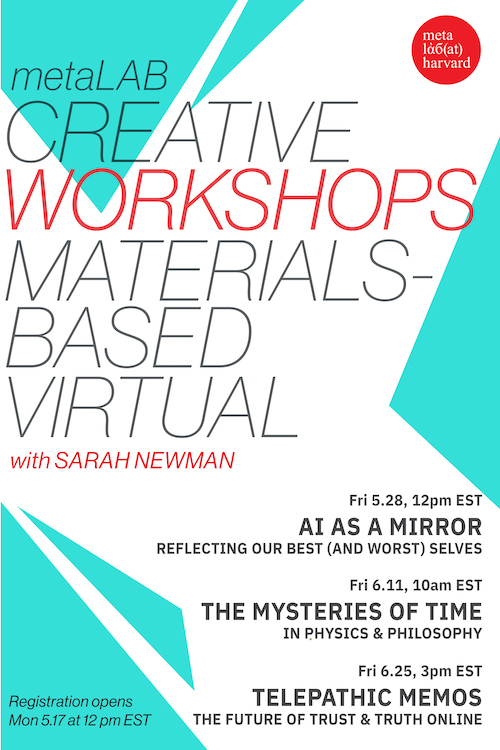 meta
lάб(at)
harvard
metaLAB
CREATIVE
WORKSHOPS
MATERIALS-
BASED
VIRTUAL
with SARAH NEWMAN
Fri 5.28, 12pm EST
AI AS A MIRROR
REFLECTING OUR BEST (AND WORST) SELVES
Fri 6.11, 10am EST
THE MYSTERIES OF TIME
IN PHYSICS & PHILOSOPHY
Fri 6.25, 3pm EST
TELEPATHIC MEMOS
THE FUTURE OF TRUST & TRUTH ONLINE
Registration opens
Mon 5.17 at 12 pm EST